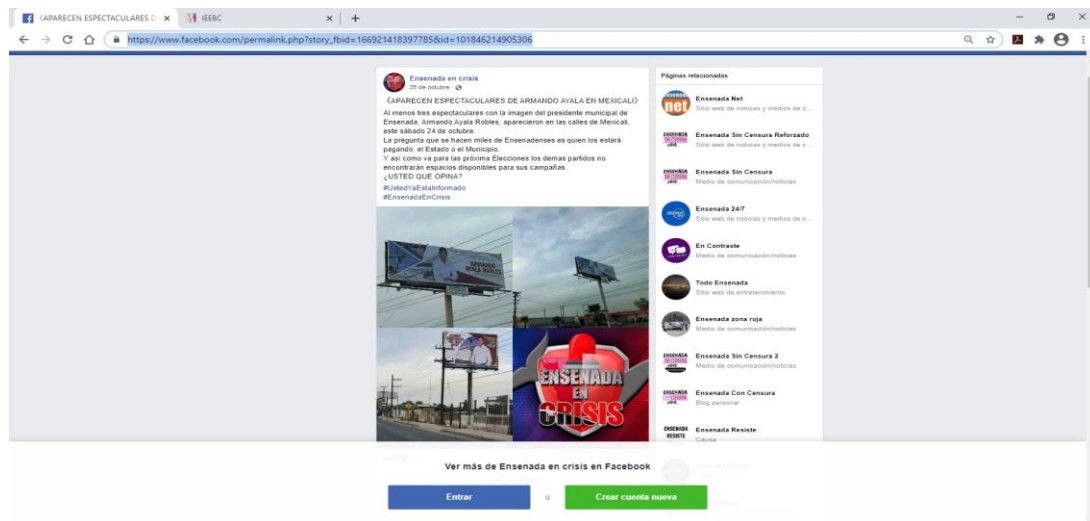 (APARECEN ESPECTACULARES D
IEEBC
https://www.facebook.com/permalink.php?story_fbid=166921418397785&id=101846214905306
Ensenada en crisis
25 de octubre
(APARECEN ESPECTACULARES DE ARMANDO AYALA EN MEXICALI)
Al menos tres espectaculares con la imagen del presidente municipal de
Ensenada, Armando Ayala Robles, aparecieron en las calles de Mexicali,
este sábado 24 de octubre.
La pregunta que se hacen miles de Ensenadenses es quien los estará
pagando, el Estado o el Municipio.
Y así como va para las próxima Elecciones los demas partidos no
encontrarán espacios disponibles para sus campañas.
¿USTED QUE OPINA?
#UstedYaEstaInformado
#EnsenadaEnCrisis
ARMANDO
AYALA ROBLES
ENSENADA
EN
CRISIS
Páginas relacionadas
Ensenada Net
Sitio web de noticias y medios de c...
Ensenada Sin Censura Reforzado
Sitio web de noticias y medios de c...
Ensenada Sin Censura
Medio de comunicación/noticias
Ensenada 24/7
Sitio web de noticias y medios de c...
En Contraste
Medio de comunicación/noticias
Todo Ensenada
Sitio web de entretenimiento
Ensenada zona roja
Medio de comunicación/noticias
Ensenada Sin Censura 2
Medio de comunicación/noticias
Ensenada Con Censura
Blog personal
Ensenada Resiste
Causa
Ver más de Ensenada en crisis en Facebook
Entrar
o
Crear cuenta nueva